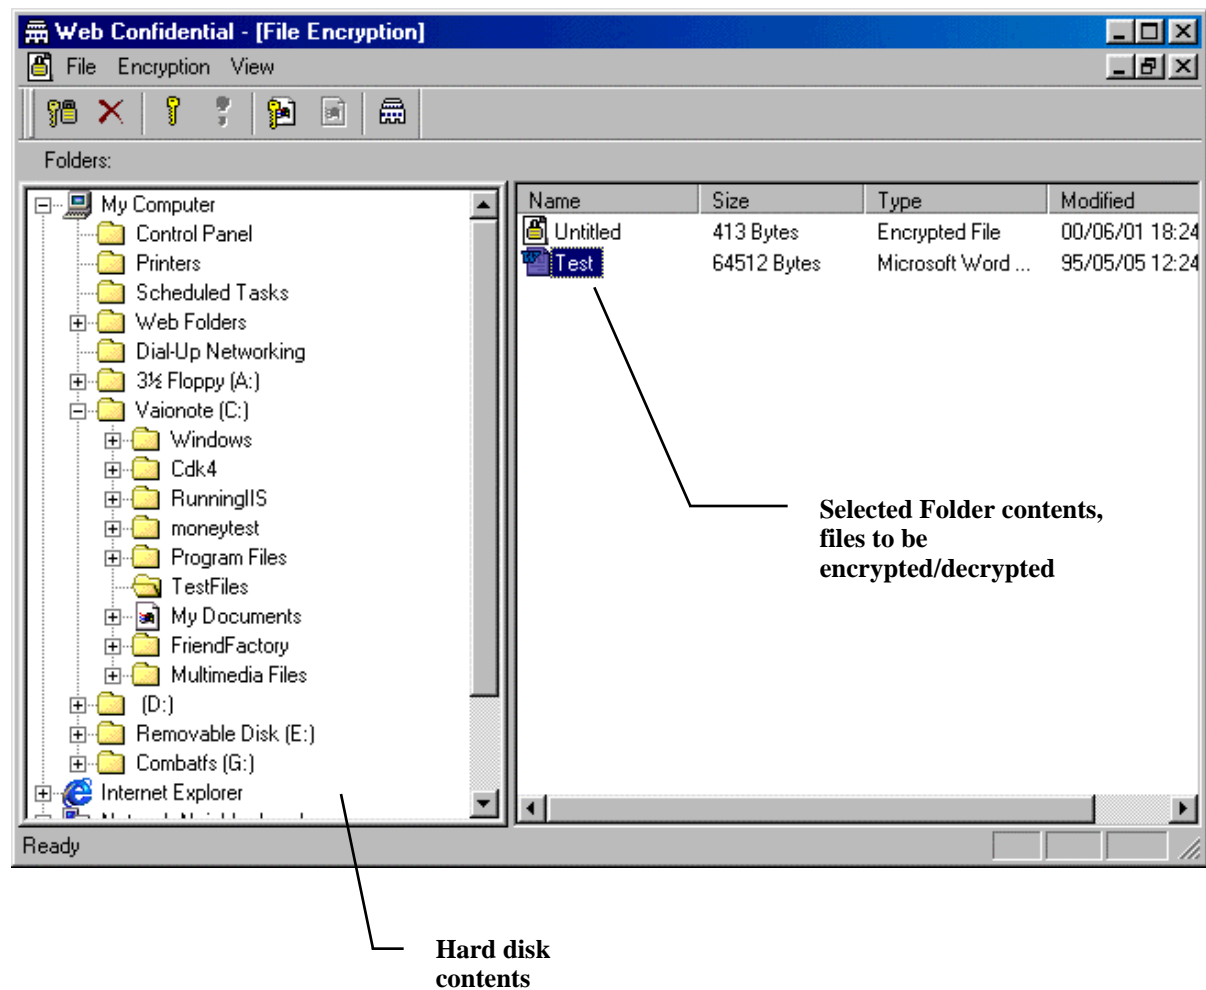 Web Confidential - [File Encryption]
File Encryption View
Folders:
My Computer
Control Panel
Printers
Scheduled Tasks
Web Folders
Dial-Up Networking
3½ Floppy (A:)
Vaionote (C:)
Windows
Cdk4
RunningIIS
moneytest
Program Files
TestFiles
My Documents
FriendFactory
Multimedia Files
(D:)
Removable Disk (E:)
Combatfs (G:)
Internet Explorer
Name Size Type Modified
Untitled 413 Bytes Encrypted File 00/06/01 18:24
Test 64512 Bytes Microsoft Word ... 95/05/05 12:24
Selected Folder contents,
files to be
encrypted/decrypted
Ready
Hard disk
contents